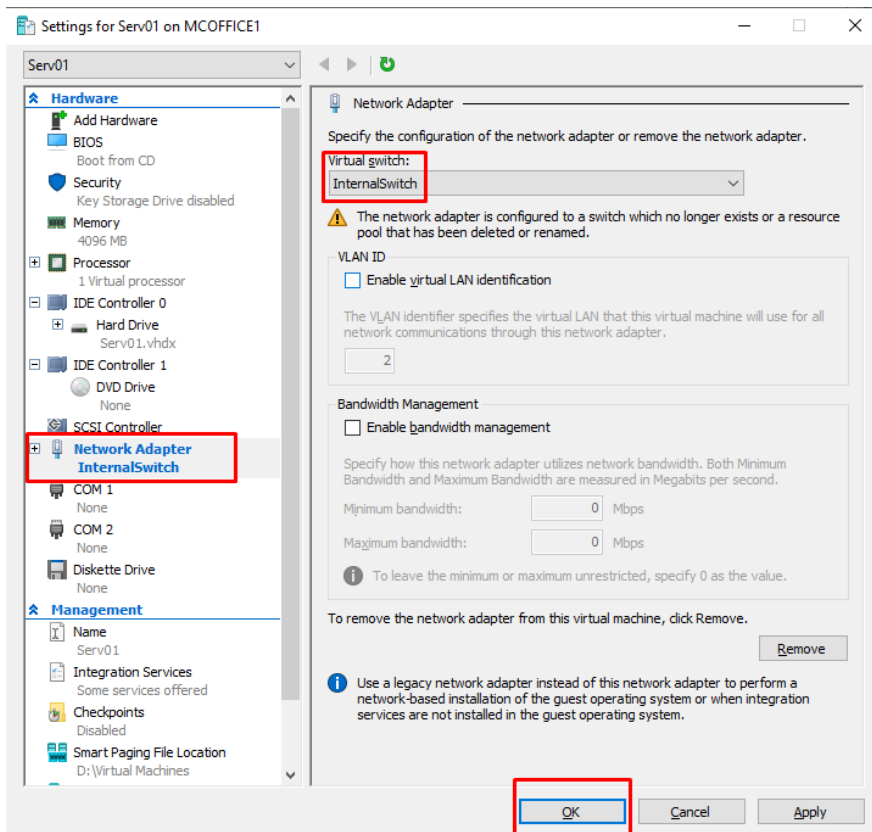 Settings for Serv01 on MCOFFICE1
Serv01
Hardware
Add Hardware
BIOS
Boot from CD
Security
Key Storage Drive disabled
Memory
4096 MB
Processor
1 Virtual processor
IDE Controller 0
Hard Drive
Serv01.vhdx
IDE Controller 1
DVD Drive
None
SCSI Controller
Network Adapter
InternalSwitch
COM 1
None
COM 2
None
Diskette Drive
None
Management
Name
Serv01
Integration Services
Some services offered
Checkpoints
Disabled
Smart Paging File Location
D:\Virtual Machines
Network Adapter
Specify the configuration of the network adapter or remove the network adapter.
Virtual switch:
InternalSwitch
The network adapter is configured to a switch which no longer exists or a resource
pool that has been deleted or renamed.
VLAN ID
Enable virtual LAN identification
The VLAN identifier specifies the virtual LAN that this virtual machine will use for all
network communications through this network adapter.
2
Bandwidth Management
Enable bandwidth management
Specify how this network adapter utilizes network bandwidth. Both Minimum
Bandwidth and Maximum Bandwidth are measured in Megabits per second.
Minimum bandwidth: 0 Mbps
Maximum bandwidth: 0 Mbps
To leave the minimum or maximum unrestricted, specify 0 as the value.
To remove the network adapter from this virtual machine, click Remove.
Remove
Use a legacy network adapter instead of this network adapter to perform a
network-based installation of the guest operating system or when integration
services are not installed in the guest operating system.
OK Cancel Apply